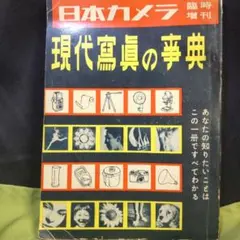 日本カメラ
臨時
増刊
現代寫眞の事典
あなたの知りたいことは
この一册ですべてわかる